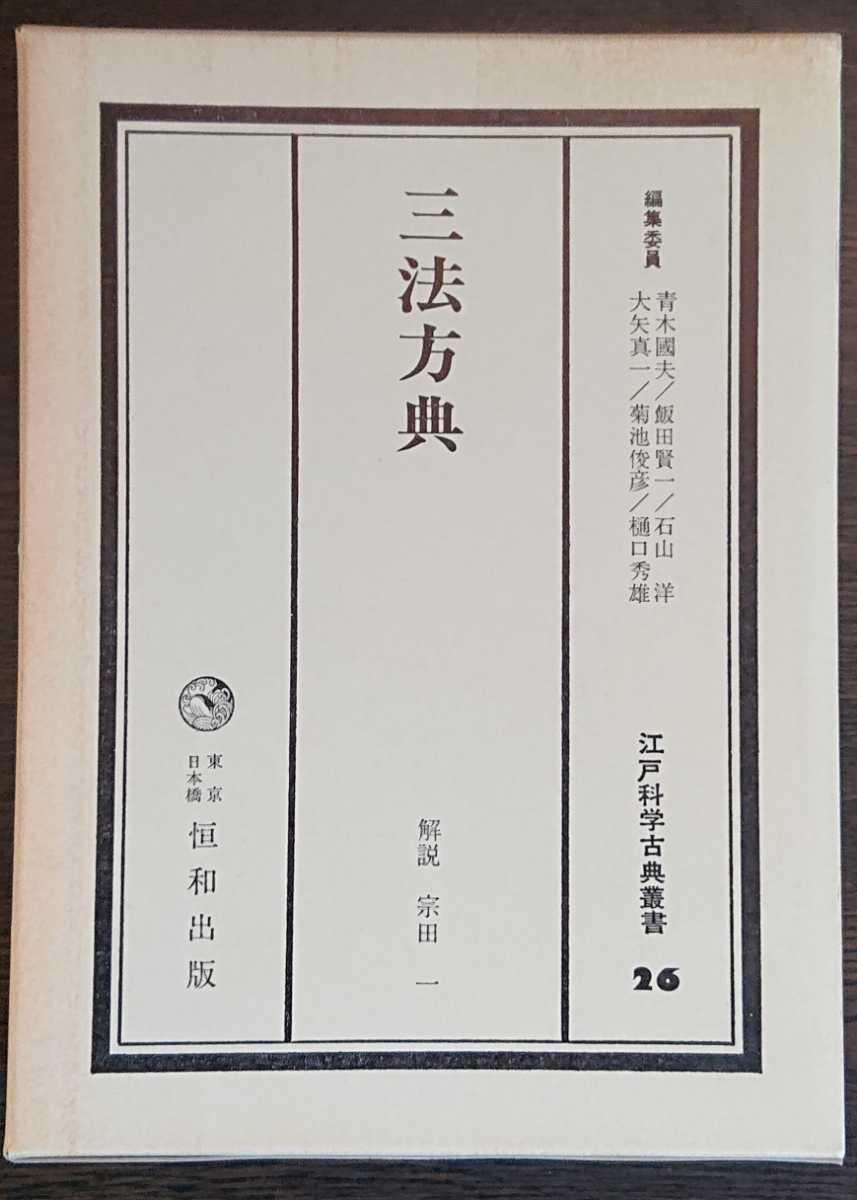 編集委員
青木國夫/飯田賢一/石山 洋
大矢真一/菊池俊彦/樋口秀雄
江戸科学古典叢書
26
三法方典
解説 宗田 一
東京
日本橋
恒和出版